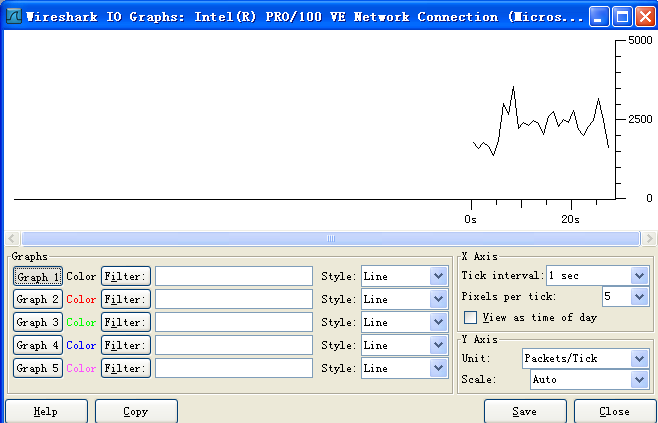 Wireshark IO Graphs: Intel(R) PRO/100 VE Network Connection (Micros...
5000
2500
0
0s 20s
Graphs
Graph 1 Color Filter: Style: Line
Graph 2 Color Filter: Style: Line
Graph 3 Color Filter: Style: Line
Graph 4 Color Filter: Style: Line
Graph 5 Color Filter: Style: Line
X Axis
Tick interval: 1 sec
Pixels per tick: 5
View as time of day
Y Axis
Unit: Packets/Tick
Scale: Auto
Help Copy Save Close